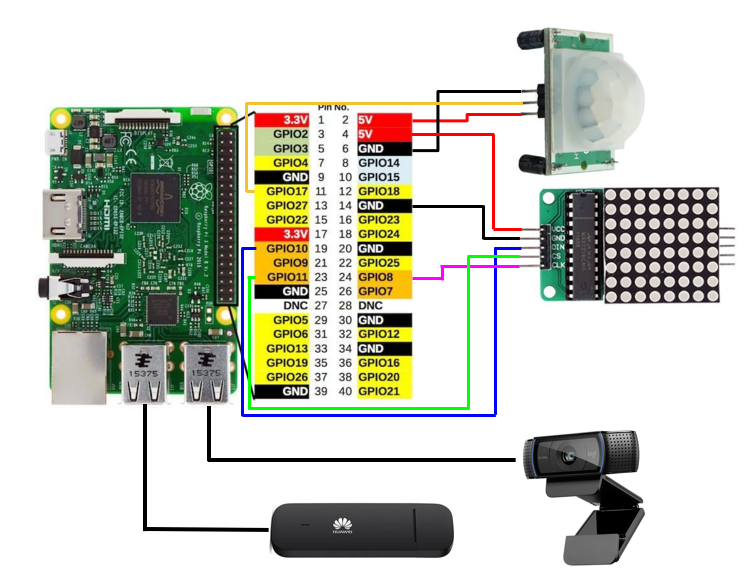 Pin No.
3.3V 1 2 5V
GPIO2 3 4 5V
GPIO3 5 6 GND
GPIO4 7 8 GPIO14
GND 9 10 GPIO15
GPIO17 11 12 GPIO18
GPIO27 13 14 GND
GPIO22 15 16 GPIO23
3.3V 17 18 GPIO24
GPIO10 19 20 GND
GPIO9 21 22 GPIO25
GPIO11 23 24 GPIO8
GND 25 26 GPIO7
DNC 27 28 DNC
GPIO5 29 30 GND
GPIO6 31 32 GPIO12
GPIO13 33 34 GND
GPIO19 35 36 GPIO16
GPIO26 37 38 GPIO20
GND 39 40 GPIO21
VCC
GND
DIN
CS
CLK
HDMI
15375
15375
HUAWEI